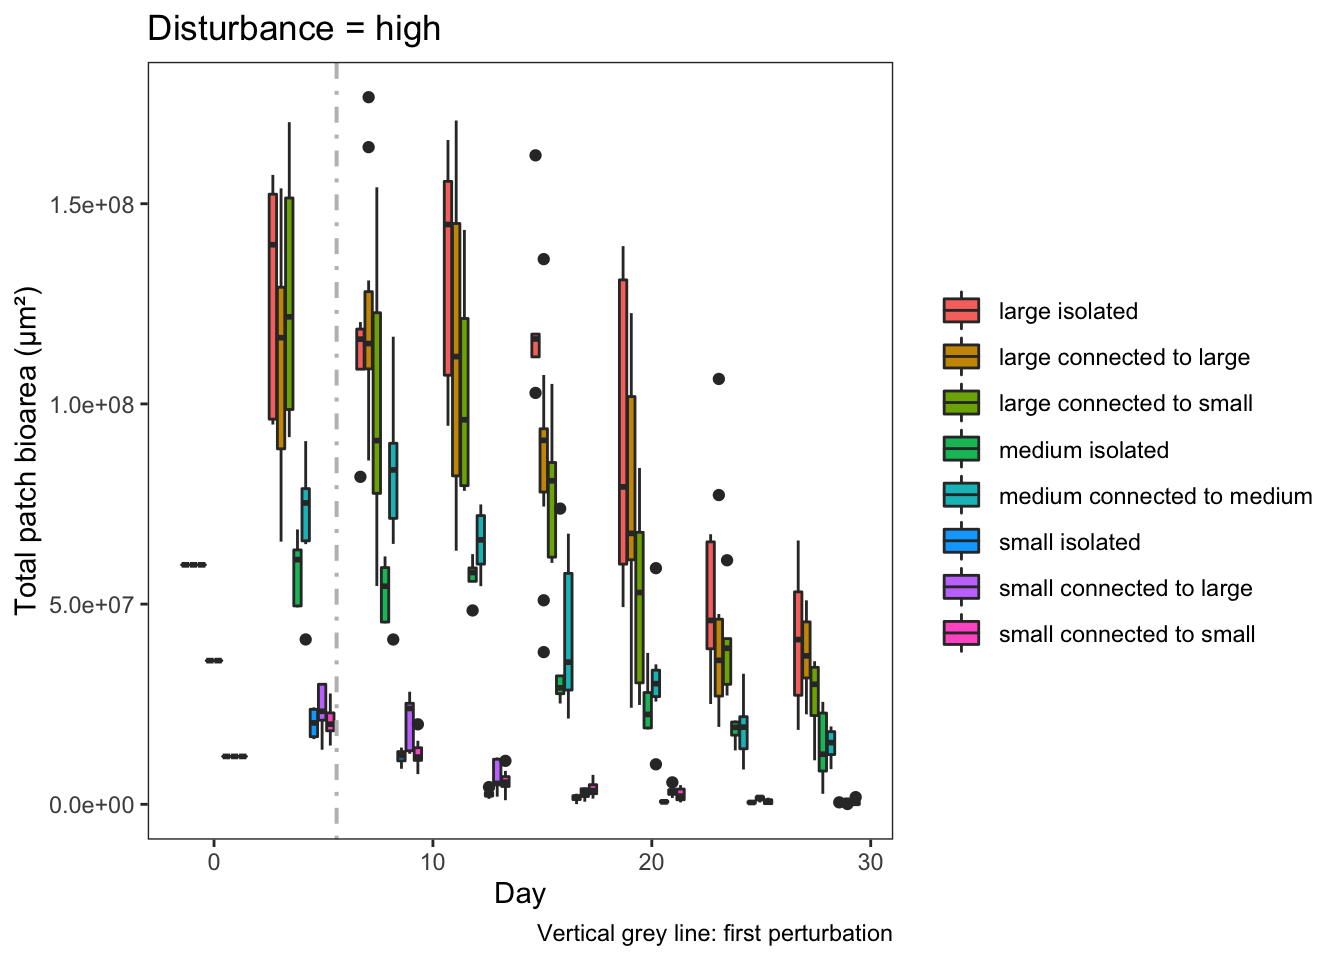 Disturbance = high
Total patch bioarea (µm²)
1.5e+08
1.0e+08
5.0e+07
0.0e+00
0
10
20
30
Day
large isolated
large connected to large
large connected to small
medium isolated
medium connected to medium
small isolated
small connected to large
small connected to small
Vertical grey line: first perturbation